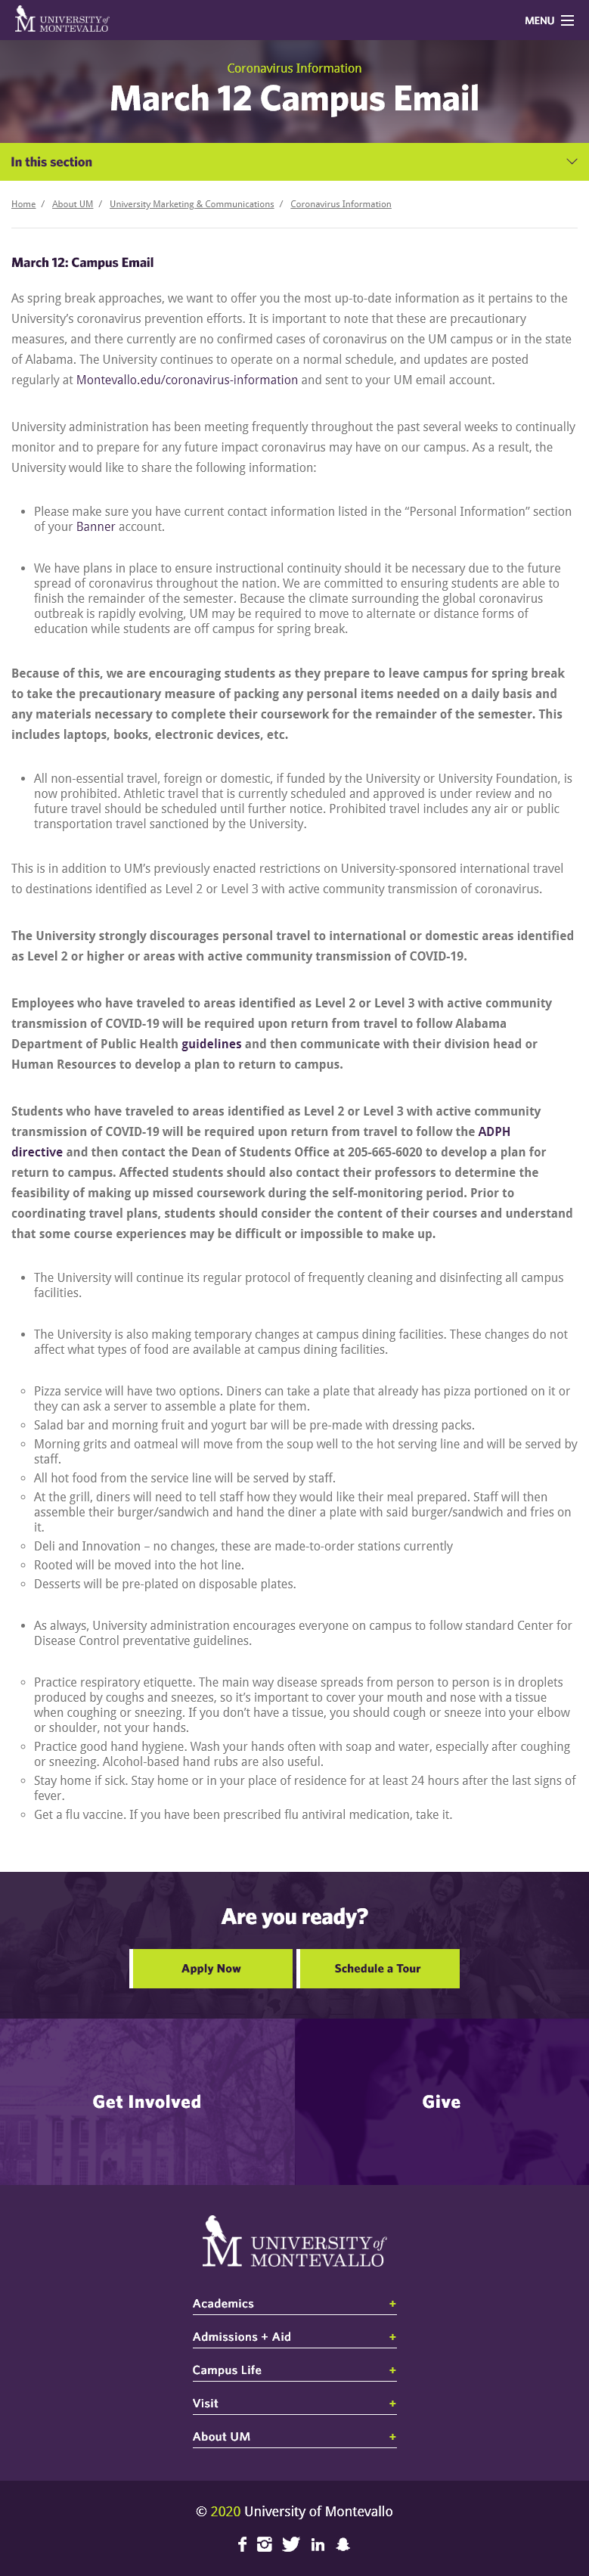 UNIVERSITY of
MONTEVALLO
MENU
Coronavirus Information
March 12 Campus Email
In this section
Home / About UM / University Marketing & Communications / Coronavirus Information
March 12: Campus Email
As spring break approaches, we want to offer you the most up-to-date information as it pertains to the
University’s coronavirus prevention efforts. It is important to note that these are precautionary
measures, and there currently are no confirmed cases of coronavirus on the UM campus or in the state
of Alabama. The University continues to operate on a normal schedule, and updates are posted
regularly at Montevallo.edu/coronavirus-information and sent to your UM email account.
University administration has been meeting frequently throughout the past several weeks to continually
monitor and to prepare for any future impact coronavirus may have on our campus. As a result, the
University would like to share the following information:
• Please make sure you have current contact information listed in the “Personal Information” section
of your Banner account.
• We have plans in place to ensure instructional continuity should it be necessary due to the future
spread of coronavirus throughout the nation. We are committed to ensuring students are able to
finish the remainder of the semester. Because the climate surrounding the global coronavirus
outbreak is rapidly evolving, UM may be required to move to alternate or distance forms of
education while students are off campus for spring break.
Because of this, we are encouraging students as they prepare to leave campus for spring break
to take the precautionary measure of packing any personal items needed on a daily basis and
any materials necessary to complete their coursework for the remainder of the semester. This
includes laptops, books, electronic devices, etc.
• All non-essential travel, foreign or domestic, if funded by the University or University Foundation, is
now prohibited. Athletic travel that is currently scheduled and approved is under review and no
future travel should be scheduled until further notice. Prohibited travel includes any air or public
transportation travel sanctioned by the University.
This is in addition to UM’s previously enacted restrictions on University-sponsored international travel
to destinations identified as Level 2 or Level 3 with active community transmission of coronavirus.
The University strongly discourages personal travel to international or domestic areas identified
as Level 2 or higher or areas with active community transmission of COVID-19.
Employees who have traveled to areas identified as Level 2 or Level 3 with active community
transmission of COVID-19 will be required upon return from travel to follow Alabama
Department of Public Health guidelines and then communicate with their division head or
Human Resources to develop a plan to return to campus.
Students who have traveled to areas identified as Level 2 or Level 3 with active community
transmission of COVID-19 will be required upon return from travel to follow the ADPH
directive and then contact the Dean of Students Office at 205-665-6020 to develop a plan for
return to campus. Affected students should also contact their professors to determine the
feasibility of making up missed coursework during the self-monitoring period. Prior to
coordinating travel plans, students should consider the content of their courses and understand
that some course experiences may be difficult or impossible to make up.
• The University will continue its regular protocol of frequently cleaning and disinfecting all campus
facilities.
• The University is also making temporary changes at campus dining facilities. These changes do not
affect what types of food are available at campus dining facilities.
◦ Pizza service will have two options. Diners can take a plate that already has pizza portioned on it or
they can ask a server to assemble a plate for them.
◦ Salad bar and morning fruit and yogurt bar will be pre-made with dressing packs.
◦ Morning grits and oatmeal will move from the soup well to the hot serving line and will be served by
staff.
◦ All hot food from the service line will be served by staff.
◦ At the grill, diners will need to tell staff how they would like their meal prepared. Staff will then
assemble their burger/sandwich and hand the diner a plate with said burger/sandwich and fries on
it.
◦ Deli and Innovation – no changes, these are made-to-order stations currently
◦ Rooted will be moved into the hot line.
◦ Desserts will be pre-plated on disposable plates.
• As always, University administration encourages everyone on campus to follow standard Center for
Disease Control preventative guidelines.
◦ Practice respiratory etiquette. The main way disease spreads from person to person is in droplets
produced by coughs and sneezes, so it’s important to cover your mouth and nose with a tissue
when coughing or sneezing. If you don’t have a tissue, you should cough or sneeze into your elbow
or shoulder, not your hands.
◦ Practice good hand hygiene. Wash your hands often with soap and water, especially after coughing
or sneezing. Alcohol-based hand rubs are also useful.
◦ Stay home if sick. Stay home or in your place of residence for at least 24 hours after the last signs of
fever.
◦ Get a flu vaccine. If you have been prescribed flu antiviral medication, take it.
Are you ready?
Apply Now Schedule a Tour
Get Involved Give
M UNIVERSITY of
MONTEVALLO
Academics +
Admissions + Aid +
Campus Life +
Visit +
About UM +
© 2020 University of Montevallo